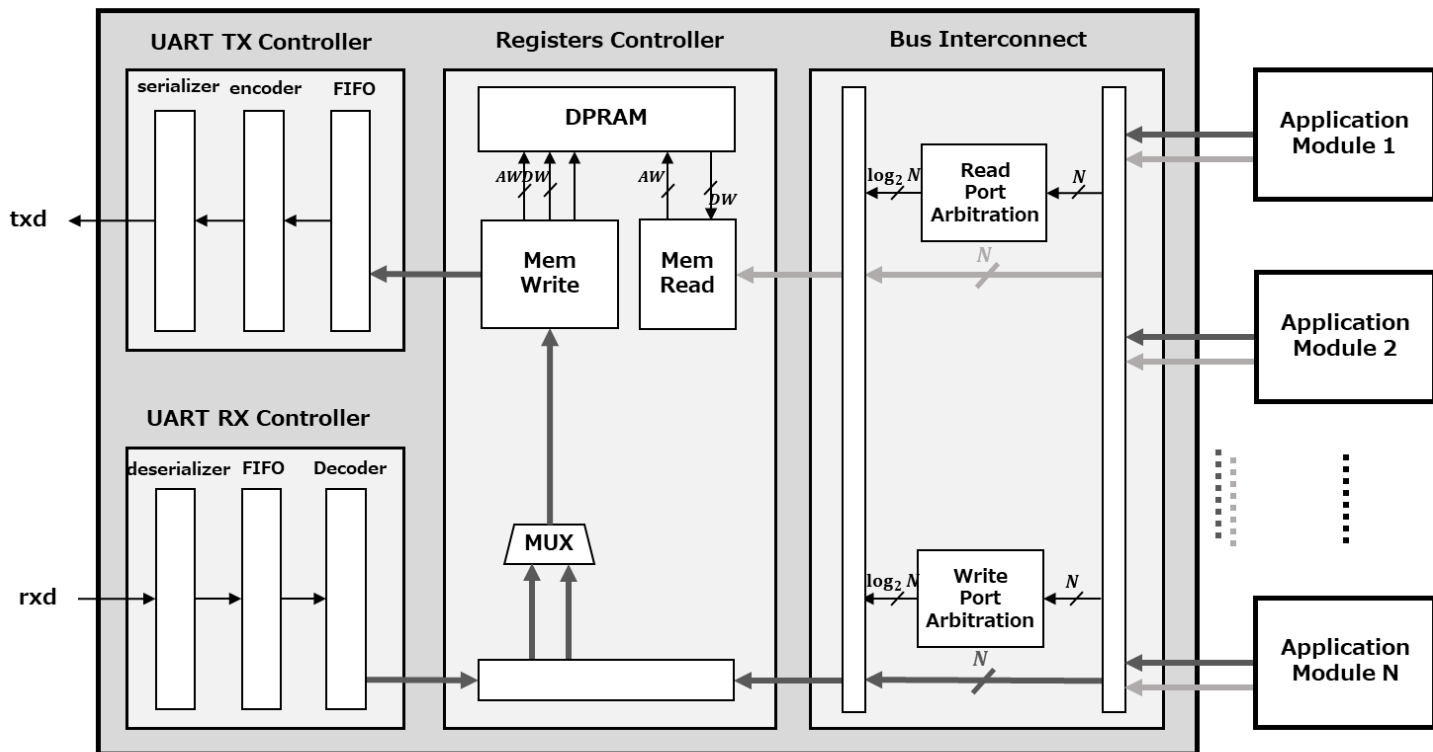 UART TX Controller
serializer
encoder
FIFO
txd
UART RX Controller
deserializer
FIFO
Decoder
rxd
Registers Controller
DPRAM
AW
DW
AW
DW
Mem
Write
Mem
Read
MUX
Bus Interconnect
log₂ N
Read
Port
Arbitration
N
N
log₂ N
Write
Port
Arbitration
N
N
Application
Module 1
Application
Module 2
Application
Module N